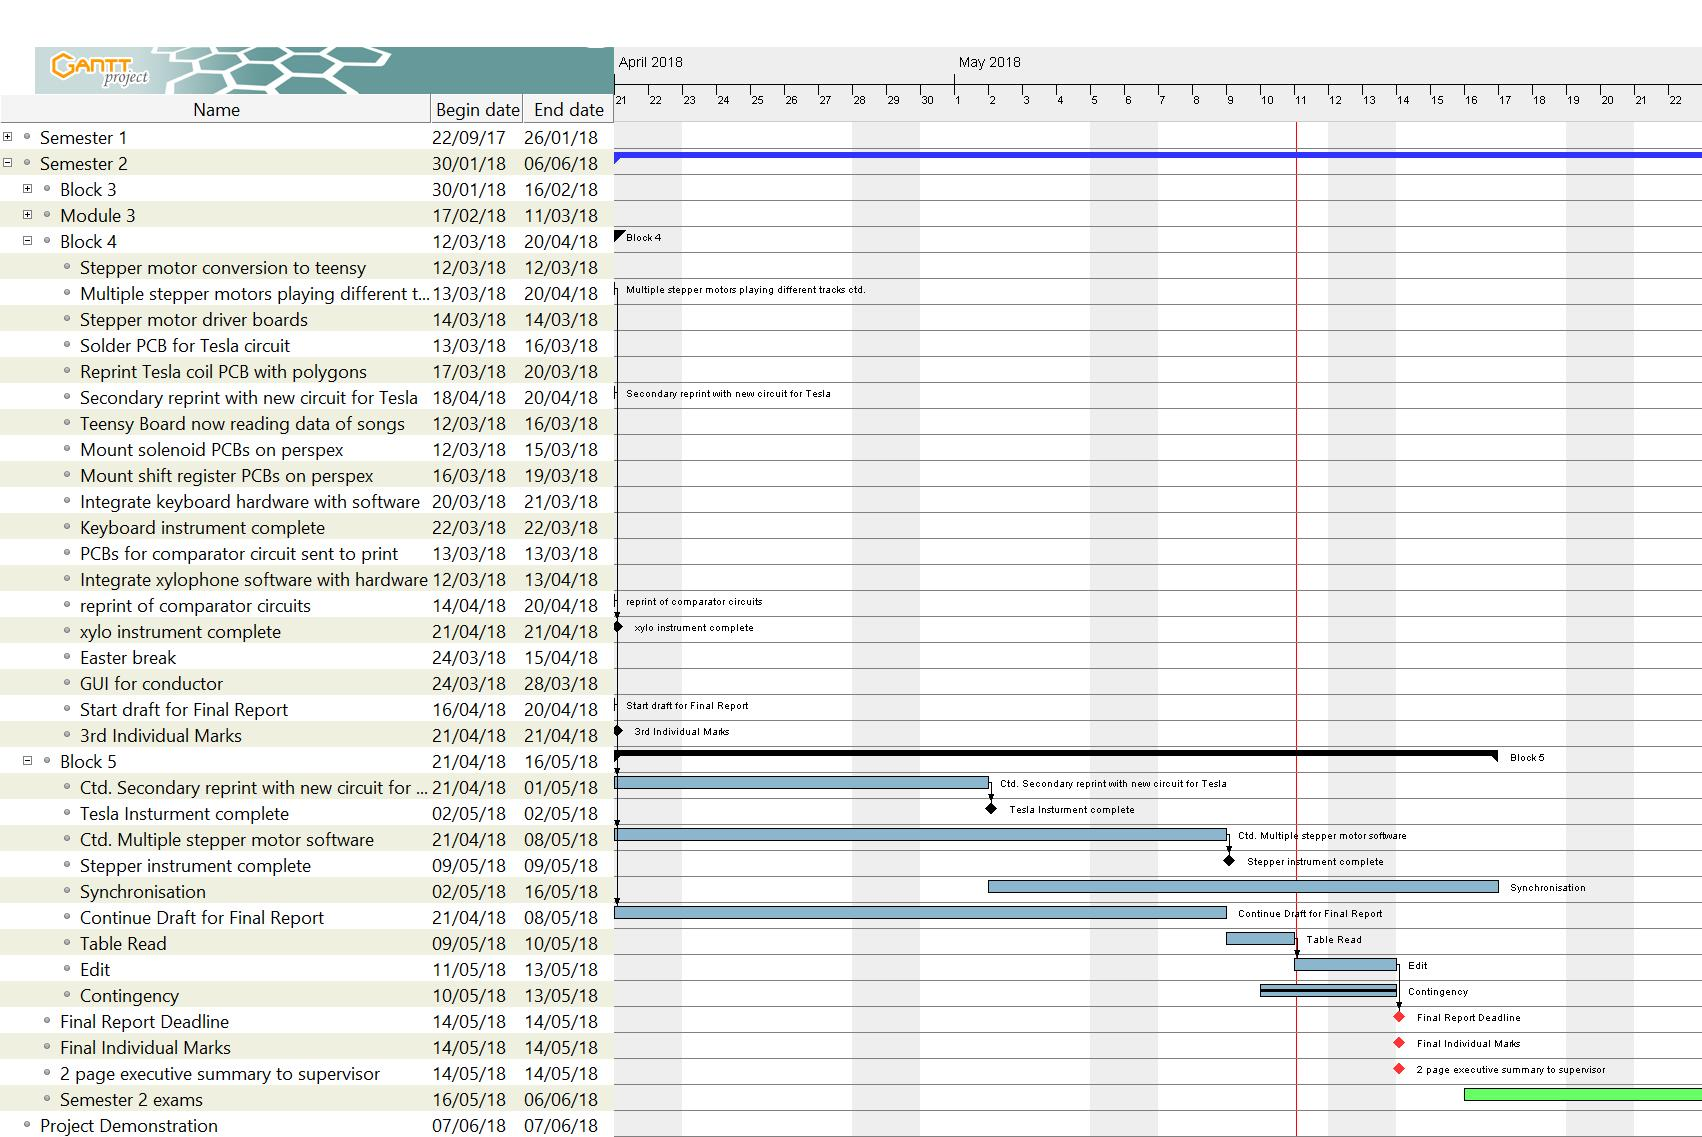 GANTT
project
April 2018 May 2018
21 22 23 24 25 26 27 28 29 30 1 2 3 4 5 6 7 8 9 10 11 12 13 14 15 16 17 18 19 20 21 22
Name Begin date End date
Semester 1 22/09/17 26/01/18
Semester 2 30/01/18 06/06/18
Block 3 30/01/18 16/02/18
Module 3 17/02/18 11/03/18
Block 4 12/03/18 20/04/18 Block 4
Stepper motor conversion to teensy 12/03/18 12/03/18
Multiple stepper motors playing different t... 13/03/18 20/04/18 Multiple stepper motors playing different tracks ctd.
Stepper motor driver boards 14/03/18 14/03/18
Solder PCB for Tesla circuit 13/03/18 16/03/18
Reprint Tesla coil PCB with polygons 17/03/18 20/03/18
Secondary reprint with new circuit for Tesla 18/04/18 20/04/18 Secondary reprint with new circuit for Tesla
Teensy Board now reading data of songs 12/03/18 16/03/18
Mount solenoid PCBs on perspex 12/03/18 15/03/18
Mount shift register PCBs on perspex 16/03/18 19/03/18
Integrate keyboard hardware with software 20/03/18 21/03/18
Keyboard instrument complete 22/03/18 22/03/18
PCBs for comparator circuit sent to print 13/03/18 13/03/18
Integrate xylophone software with hardware 12/03/18 13/04/18
reprint of comparator circuits 14/04/18 20/04/18 reprint of comparator circuits
xylo instrument complete 21/04/18 21/04/18 xylo instrument complete
Easter break 24/03/18 15/04/18
GUI for conductor 24/03/18 28/03/18
Start draft for Final Report 16/04/18 20/04/18 Start draft for Final Report
3rd Individual Marks 21/04/18 21/04/18 3rd Individual Marks
Block 5 21/04/18 16/05/18 Block 5
Ctd. Secondary reprint with new circuit for ... 21/04/18 01/05/18 Ctd. Secondary reprint with new circuit for Tesla
Tesla Insturment complete 02/05/18 02/05/18 Tesla Insturment complete
Ctd. Multiple stepper motor software 21/04/18 08/05/18 Ctd. Multiple stepper motor software
Stepper instrument complete 09/05/18 09/05/18 Stepper instrument complete
Synchronisation 02/05/18 16/05/18 Synchronisation
Continue Draft for Final Report 21/04/18 08/05/18 Continue Draft for Final Report
Table Read 09/05/18 10/05/18 Table Read
Edit 11/05/18 13/05/18 Edit
Contingency 10/05/18 13/05/18 Contingency
Final Report Deadline 14/05/18 14/05/18 Final Report Deadline
Final Individual Marks 14/05/18 14/05/18 Final Individual Marks
2 page executive summary to supervisor 14/05/18 14/05/18 2 page executive summary to supervisor
Semester 2 exams 16/05/18 06/06/18
Project Demonstration 07/06/18 07/06/18